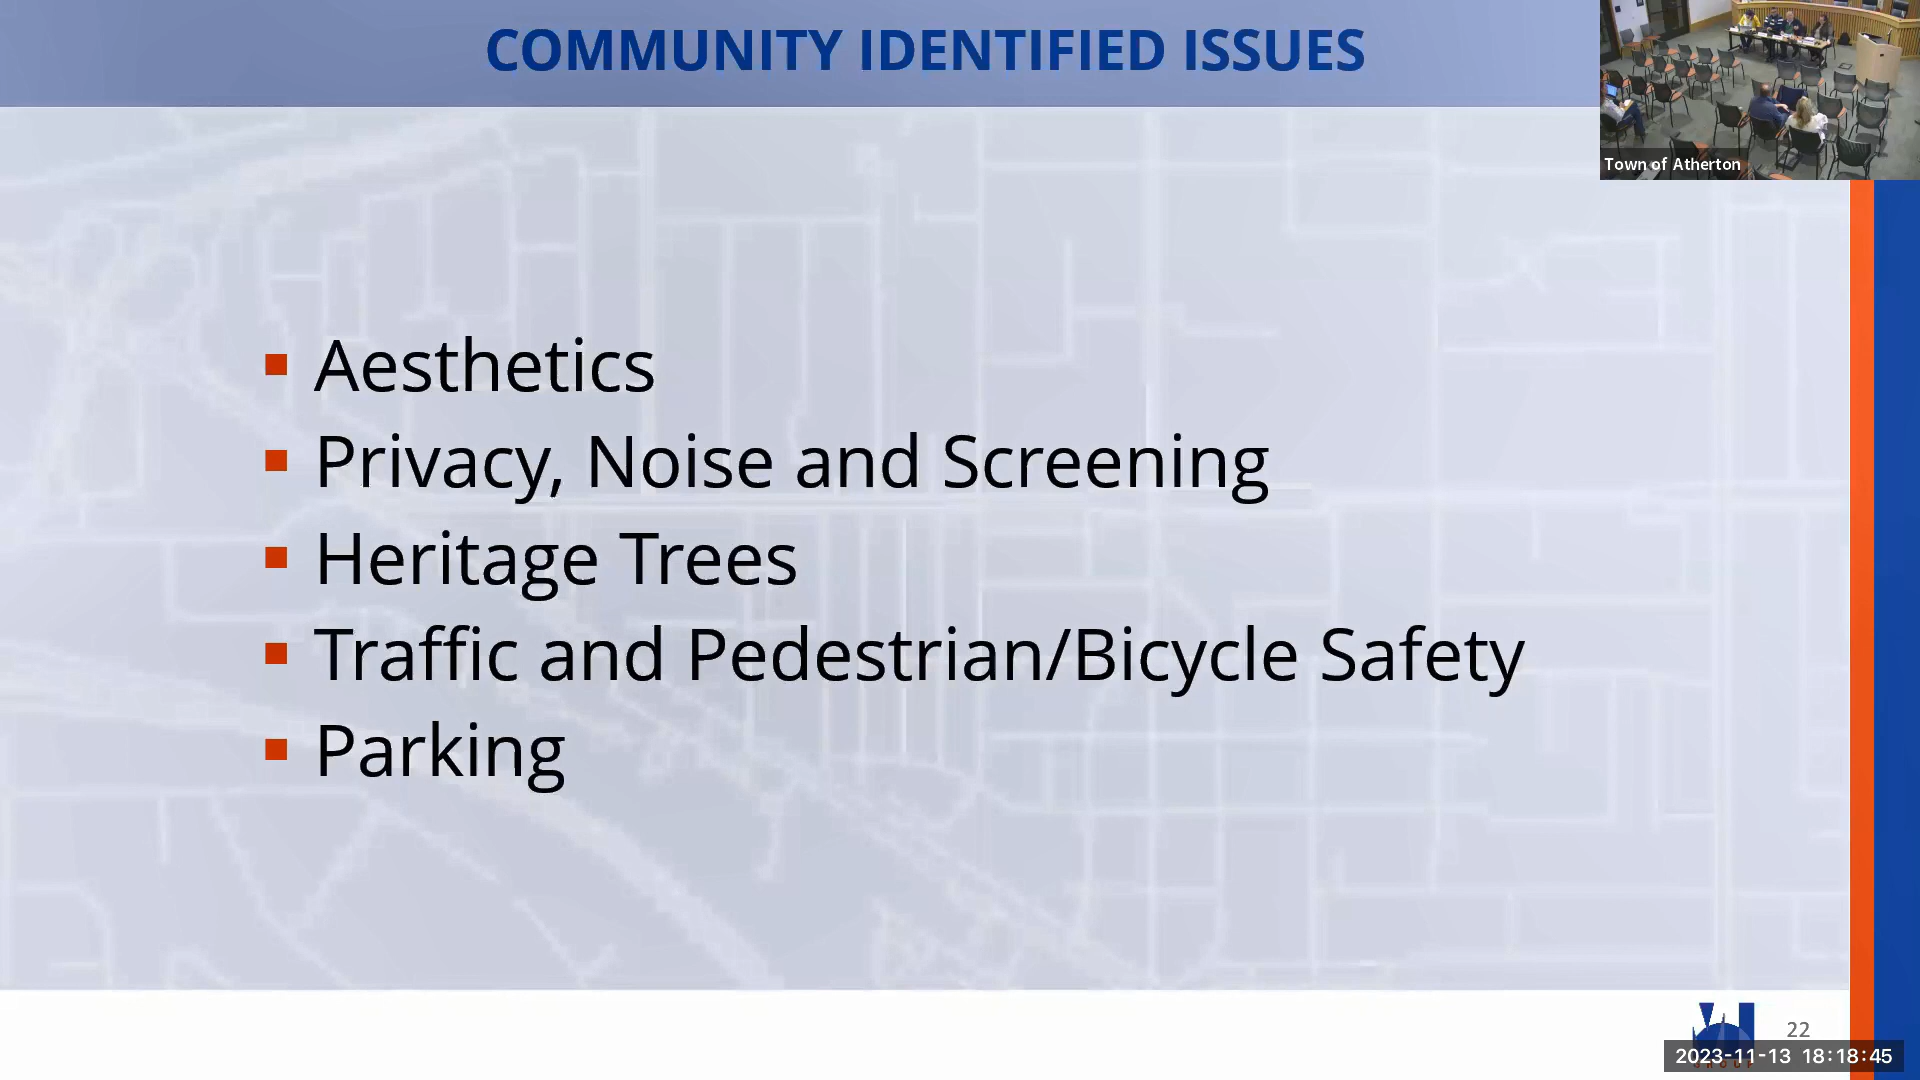 COMMUNITY IDENTIFIED ISSUES
Town of Atherton
Aesthetics
Privacy, Noise and Screening
Heritage Trees
Traffic and Pedestrian/Bicycle Safety
Parking
22
2023-11-13 18:18:45